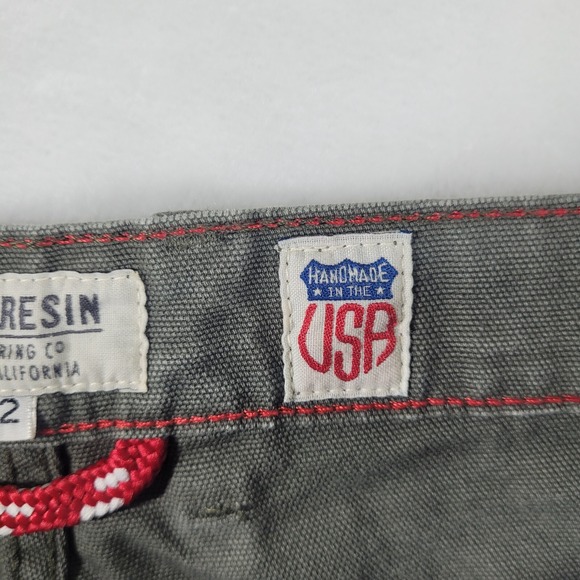 RESIN
RING CO
ALIFORNIA
2
HANDMADE
IN THE
USA